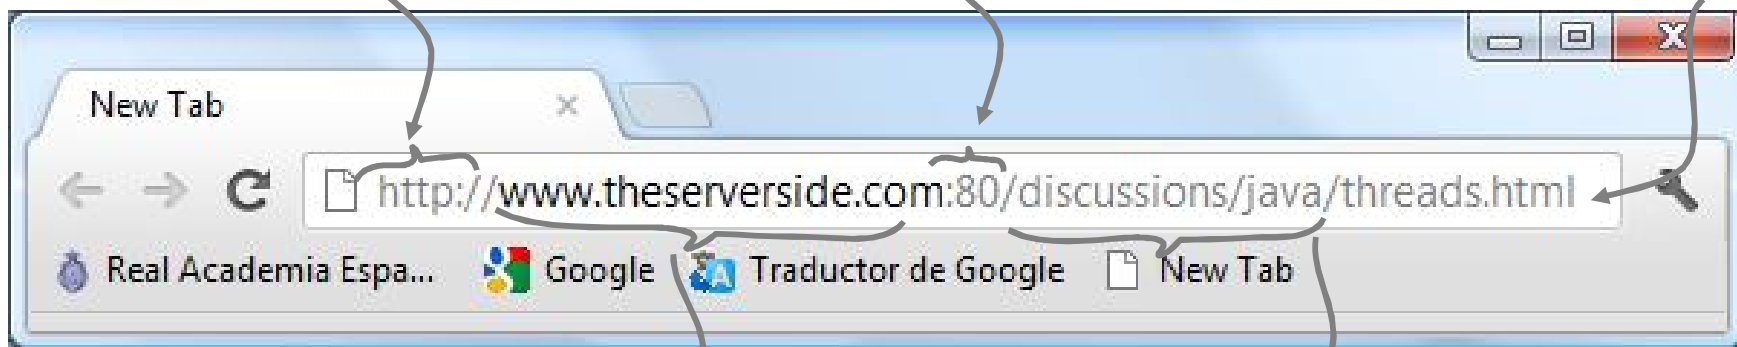 New Tab
http://www.theserverside.com:80/discussions/java/threads.html
Real Academia Espa... Google Traductor de Google New Tab